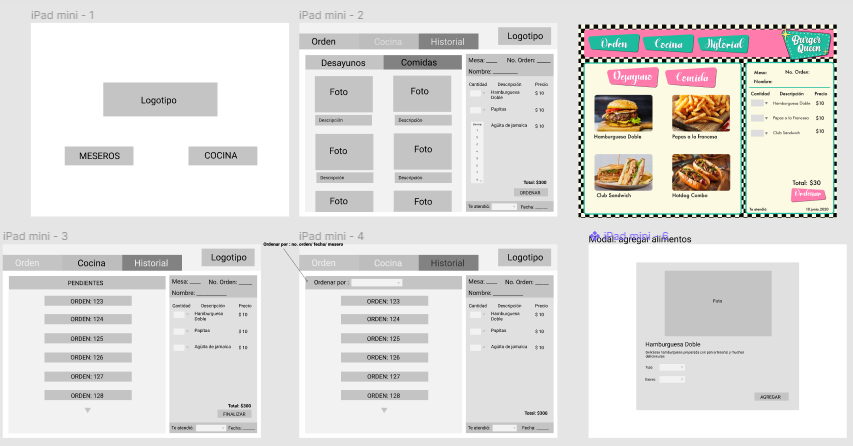 iPad mini - 1
Logotipo
MESEROS
COCINA
iPad mini - 2
Logotipo
Orden
Cocina
Historial
Desayunos
Comidas
Foto
Foto
Descripción
Descripción
Foto
Foto
Descripción
Descripción
Foto
Foto
Mesa: ___ No. Orden: ___
Nombre: ________
Cantidad Descripción Precio
Hamburguesa Doble $ 10
Papitas $ 10
Agüita de jamaica $ 10
Total: $300
ORDENAR
Te atendió: Fecha: ____
Orden
Cocina
Historial
Burger Queen
Desayuno
Comida
Hamburguesa Doble
Papas a la francesa
Club Sandwich
Hotdog Combo
Mesa: No. Orden:
Nombre:
Cantidad Descripción Precio
Hamburguesa Doble $10
Papas a la francesa $10
Club Sandwich $10
Total: $30
Ordenar
Te atendió: 10 junio, 2020
iPad mini - 3
Logotipo
Orden
Cocina
Historial
PENDIENTES
ORDEN: 123
ORDEN: 124
ORDEN: 125
ORDEN: 126
ORDEN: 127
ORDEN: 128
Mesa: ___ No. Orden: ___
Nombre: ________
Cantidad Descripción Precio
Hamburguesa Doble $ 10
Papitas $ 10
Agüita de jamaica $ 10
Total: $300
FINALIZAR
Te atendió: Fecha: ____
iPad mini - 4
Ordenar por : no. orden/ fecha/ mesero
Logotipo
Orden
Cocina
Historial
Ordenar por :
ORDEN: 123
ORDEN: 124
ORDEN: 125
ORDEN: 126
ORDEN: 127
ORDEN: 128
Mesa: ___ No. Orden: ___
Nombre: ________
Cantidad Descripción Precio
Hamburguesa Doble $ 10
Papitas $ 10
Agüita de jamaica $ 10
Total: $300
Te atendió: Fecha: ____
iPad mini - 6
Modal: agregar alimentos
Foto
Hamburguesa Doble
Tipo
Extras
AGREGAR